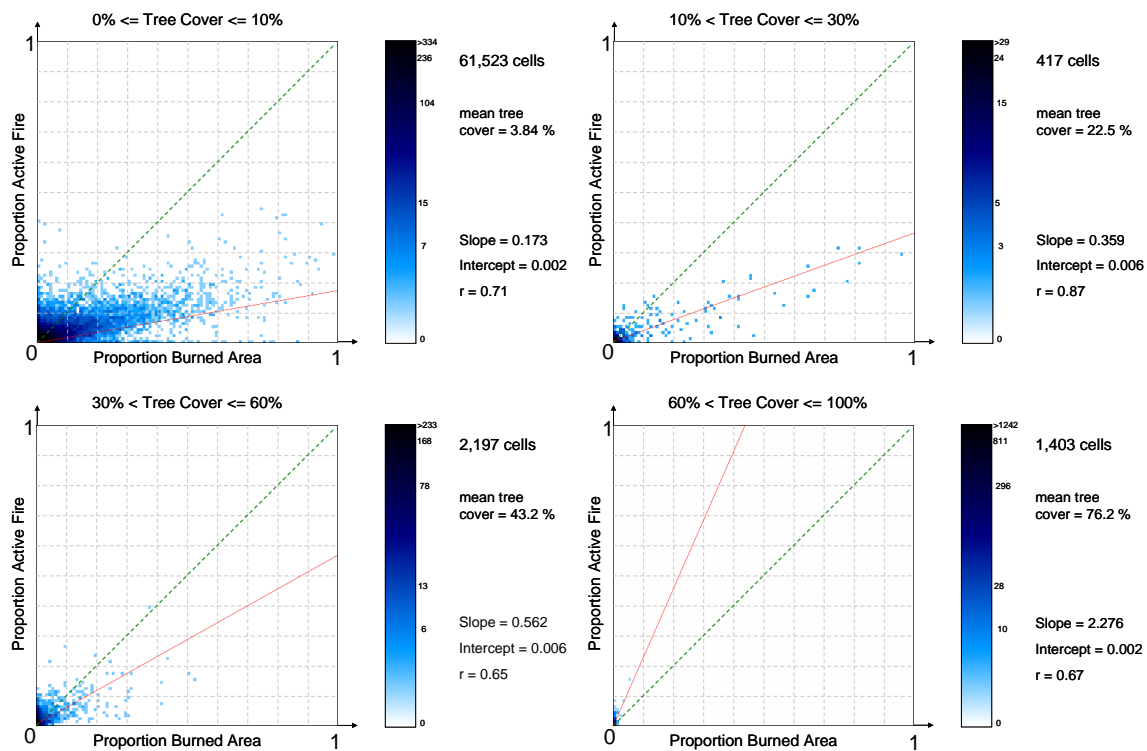 0% <= Tree Cover <= 10%
1
Proportion Active Fire
0
Proportion Burned Area
1
>334
236
104
15
7
0
61,523 cells
mean tree
cover = 3.84 %
Slope = 0.173
Intercept = 0.002
r = 0.71
10% < Tree Cover <= 30%
1
Proportion Active Fire
0
Proportion Burned Area
1
>29
24
15
5
3
0
417 cells
mean tree
cover = 22.5 %
Slope = 0.359
Intercept = 0.006
r = 0.87
30% < Tree Cover <= 60%
1
Proportion Active Fire
0
Proportion Burned Area
1
>233
168
78
13
6
0
2,197 cells
mean tree
cover = 43.2 %
Slope = 0.562
Intercept = 0.006
r = 0.65
60% < Tree Cover <= 100%
1
Proportion Active Fire
0
Proportion Burned Area
1
>1242
811
296
28
10
0
1,403 cells
mean tree
cover = 76.2 %
Slope = 2.276
Intercept = 0.002
r = 0.67